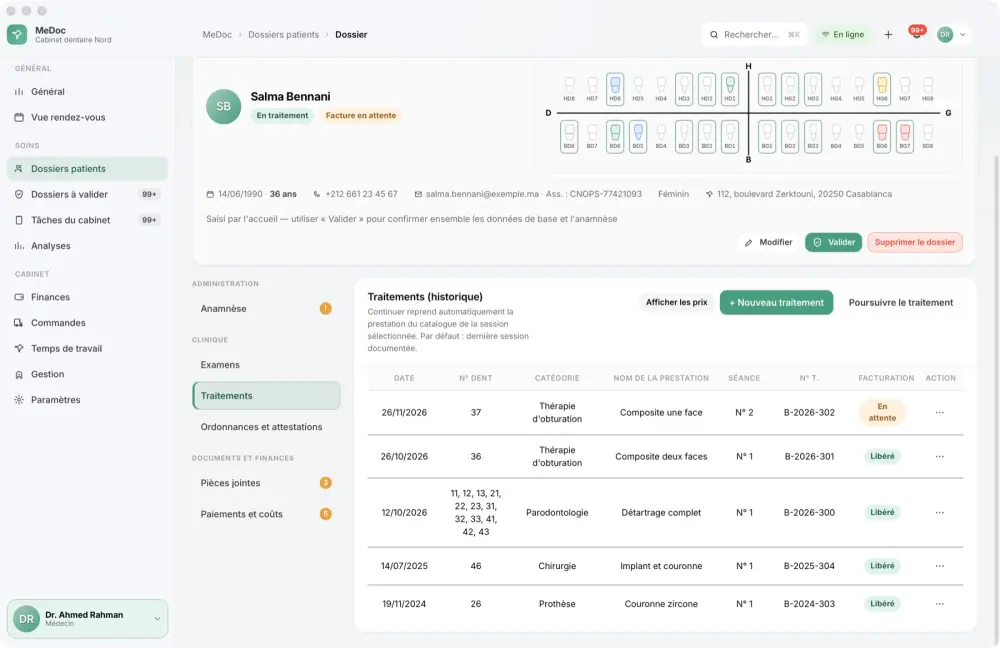 MeDoc
Cabinet dentaire Nord
MeDoc › Dossiers patients › Dossier
Rechercher... ⌘K
En ligne
99+
DR
GÉNÉRAL
Général
Vue rendez-vous
SOINS
Dossiers patients
Dossiers à valider 99+
Tâches du cabinet 99+
Analyses
CABINET
Finances
Commandes
Temps de travail
Gestion
Paramètres
DR
Dr. Ahmed Rahman
Médecin
SB
Salma Bennani
En traitement Facture en attente
H
HD8 HD7 HD6 HD5 HD4 HD3 HD2 HD1 HG1 HG2 HG3 HG4 HG5 HG6 HG7 HG8
D G
BD8 BD7 BD6 BD5 BD4 BD3 BD2 BD1 BG1 BG2 BG3 BG4 BG5 BG6 BG7 BG8
B
14/06/1990 · 36 ans +212 661 23 45 67 salma.bennani@exemple.ma · Ass. : CNOPS-77421093 Féminin 112, boulevard Zerktouni, 20250 Casablanca
Saisi par l'accueil — utiliser « Valider » pour confirmer ensemble les données de base et l'anamnèse
Modifier Valider Supprimer le dossier
ADMINISTRATION
Anamnèse !
CLINIQUE
Examens
Traitements
Ordonnances et attestations
DOCUMENTS ET FINANCES
Pièces jointes 3
Paiements et coûts 5
Traitements (historique)
Continuer reprend automatiquement la
prestation du catalogue de la session
sélectionnée. Par défaut : dernière session
documentée.
Afficher les prix + Nouveau traitement Poursuivre le traitement
DATE N° DENT CATÉGORIE NOM DE LA PRESTATION SÉANCE N° T. FACTURATION ACTION
26/11/2026 37 Thérapie d'obturation Composite une face N° 2 B-2026-302 En attente ...
26/10/2026 36 Thérapie d'obturation Composite deux faces N° 1 B-2026-301 Libéré ...
12/10/2026 11, 12, 13, 21, 22, 23, 31, 32, 33, 41, 42, 43 Parodontologie Détartrage complet N° 1 B-2026-300 Libéré ...
14/07/2025 46 Chirurgie Implant et couronne N° 1 B-2025-304 Libéré ...
19/11/2024 26 Prothèse Couronne zircone N° 1 B-2024-303 Libéré ...